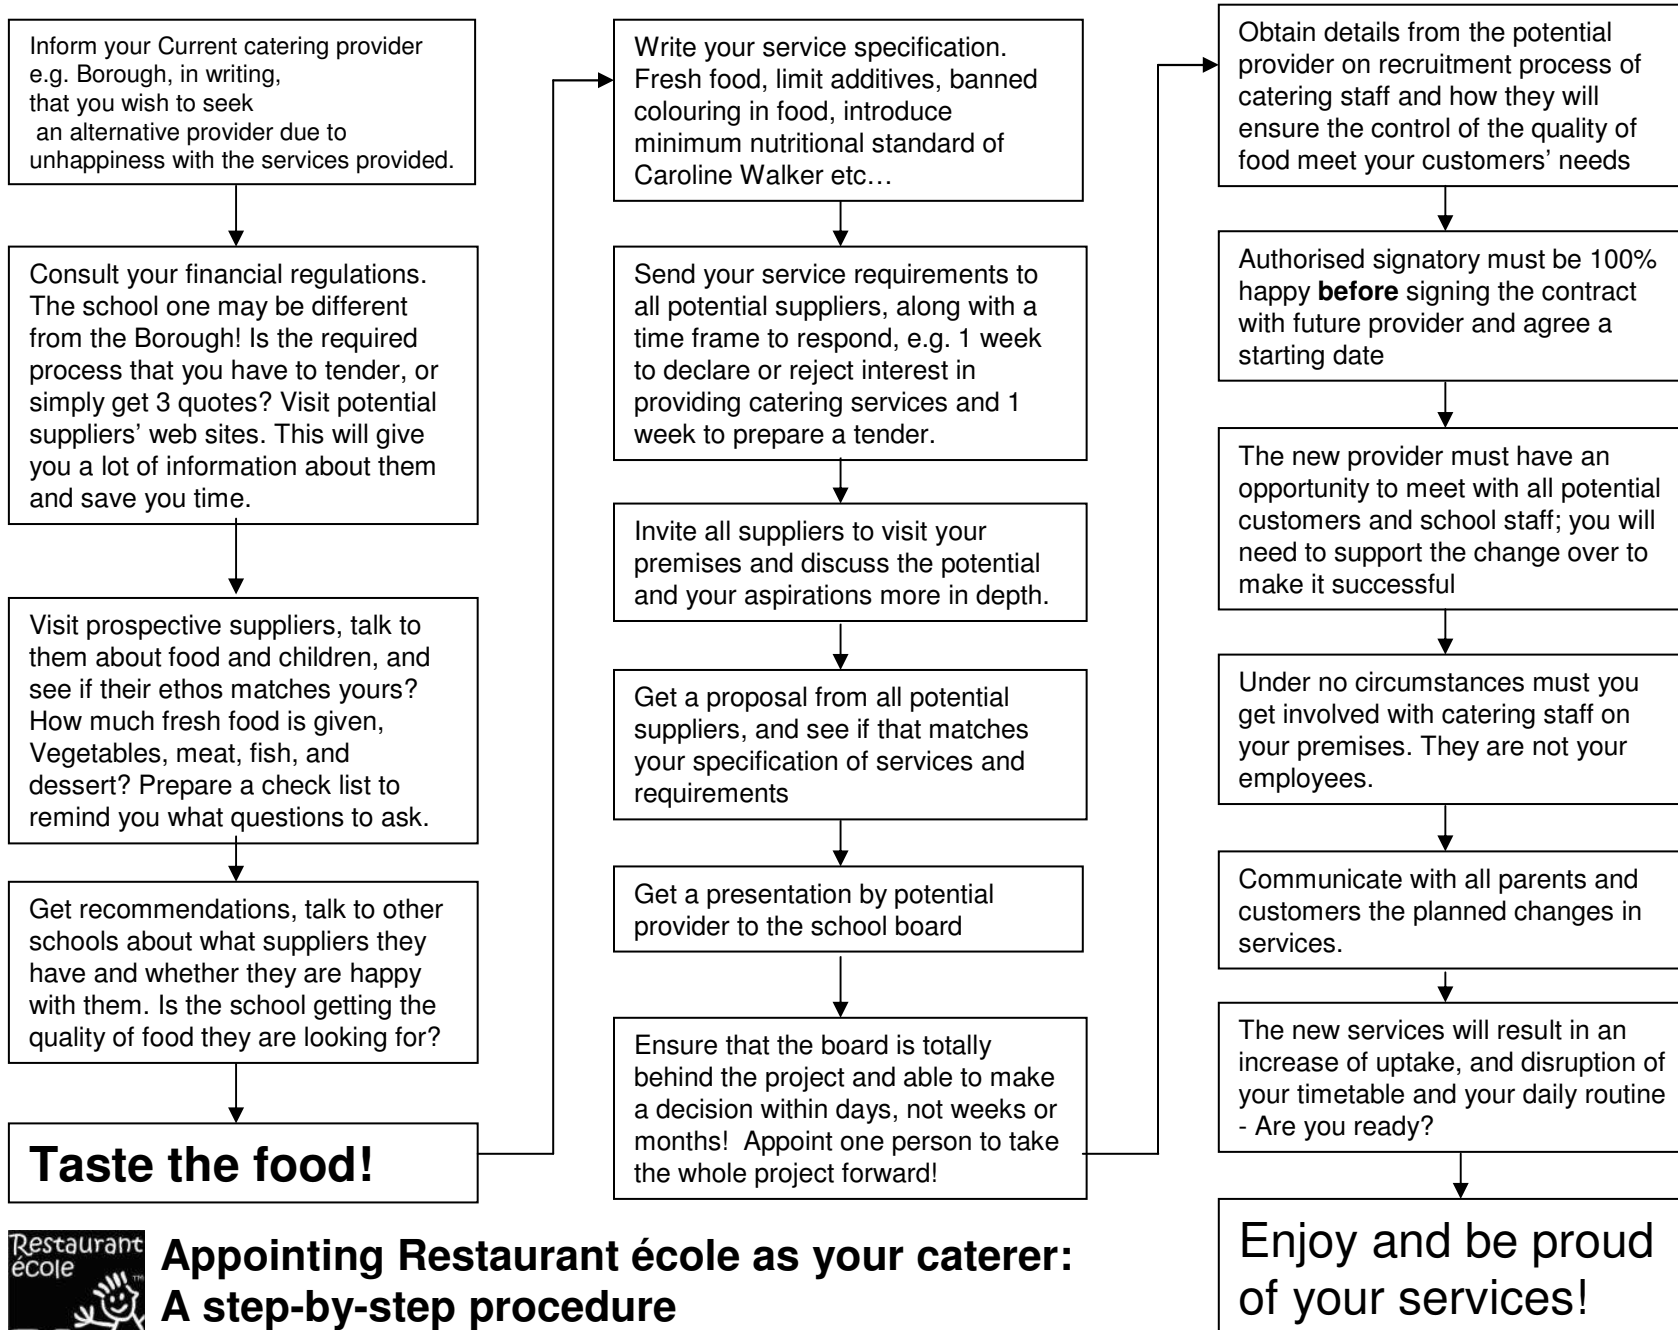 Inform your Current catering provider
e.g. Borough, in writing,
that you wish to seek
an alternative provider due to
unhappiness with the services provided.
Consult your financial regulations.
The school one may be different
from the Borough! Is the required
process that you have to tender, or
simply get 3 quotes? Visit potential
suppliers’ web sites. This will give
you a lot of information about them
and save you time.
Visit prospective suppliers, talk to
them about food and children, and
see if their ethos matches yours?
How much fresh food is given,
Vegetables, meat, fish, and
dessert? Prepare a check list to
remind you what questions to ask.
Get recommendations, talk to other
schools about what suppliers they
have and whether they are happy
with them. Is the school getting the
quality of food they are looking for?
Taste the food!
Write your service specification.
Fresh food, limit additives, banned
colouring in food, introduce
minimum nutritional standard of
Caroline Walker etc…
Send your service requirements to
all potential suppliers, along with a
time frame to respond, e.g. 1 week
to declare or reject interest in
providing catering services and 1
week to prepare a tender.
Invite all suppliers to visit your
premises and discuss the potential
and your aspirations more in depth.
Get a proposal from all potential
suppliers, and see if that matches
your specification of services and
requirements
Get a presentation by potential
provider to the school board
Ensure that the board is totally
behind the project and able to make
a decision within days, not weeks or
months!  Appoint one person to take
the whole project forward!
Obtain details from the potential
provider on recruitment process of
catering staff and how they will
ensure the control of the quality of
food meet your customers’ needs
Authorised signatory must be 100%
happy before signing the contract
with future provider and agree a
starting date
The new provider must have an
opportunity to meet with all potential
customers and school staff; you will
need to support the change over to
make it successful
Under no circumstances must you
get involved with catering staff on
your premises. They are not your
employees.
Communicate with all parents and
customers the planned changes in
services.
The new services will result in an
increase of uptake, and disruption of
your timetable and your daily routine
- Are you ready?
Enjoy and be proud
of your services!
Restaurant
école
TM
Appointing Restaurant école as your caterer:
A step-by-step procedure